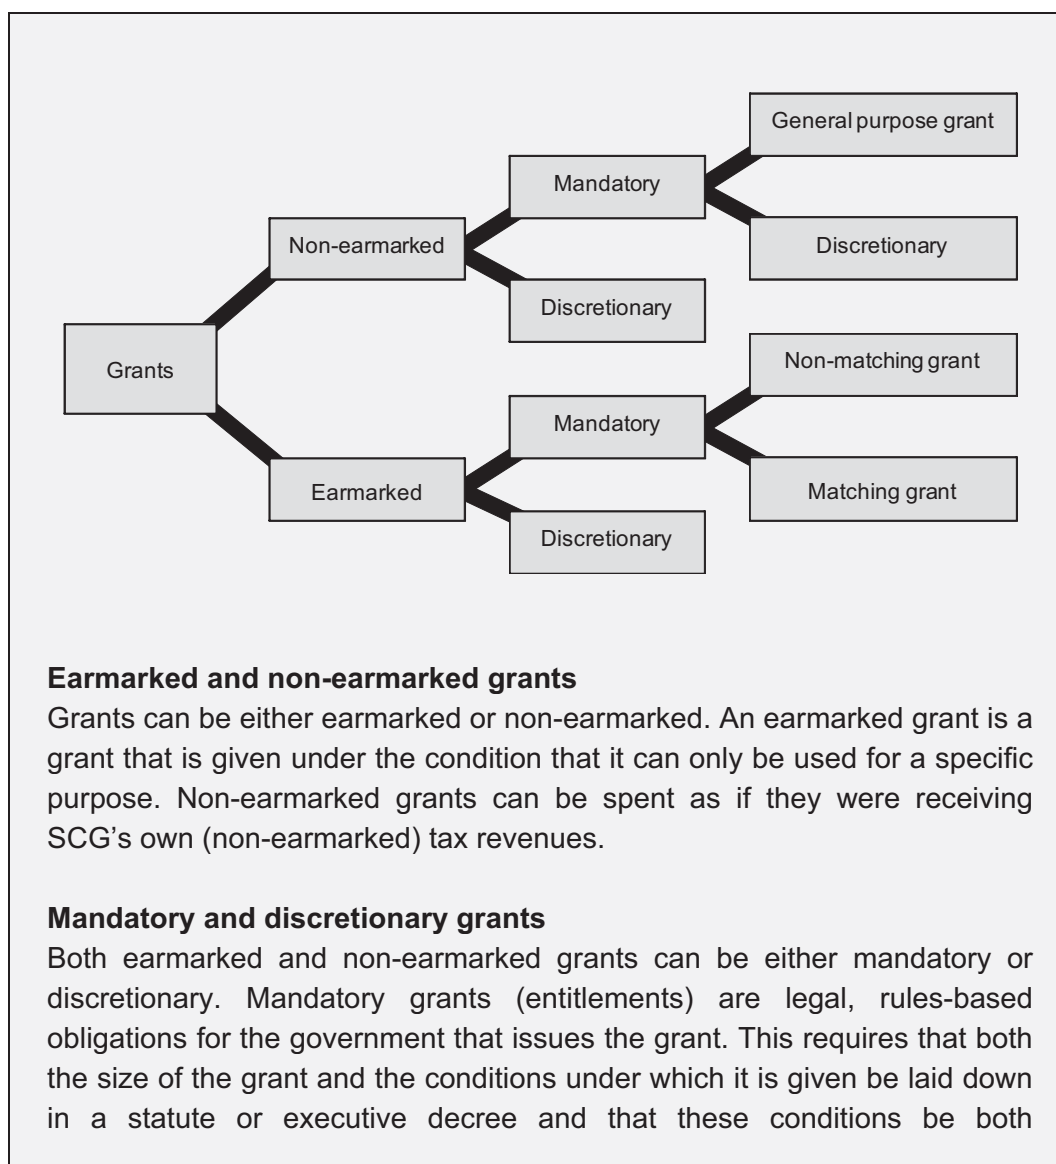 General purpose grant
Mandatory
Non-earmarked
Discretionary
Discretionary
Grants
Non-matching grant
Mandatory
Earmarked
Matching grant
Discretionary
Earmarked and non-earmarked grants
Grants can be either earmarked or non-earmarked. An earmarked grant is a
grant that is given under the condition that it can only be used for a specific
purpose. Non-earmarked grants can be spent as if they were receiving
SCG's own (non-earmarked) tax revenues.
Mandatory and discretionary grants
Both earmarked and non-earmarked grants can be either mandatory or
discretionary. Mandatory grants (entitlements) are legal, rules-based
obligations for the government that issues the grant. This requires that both
the size of the grant and the conditions under which it is given be laid down
in a statute or executive decree and that these conditions be both